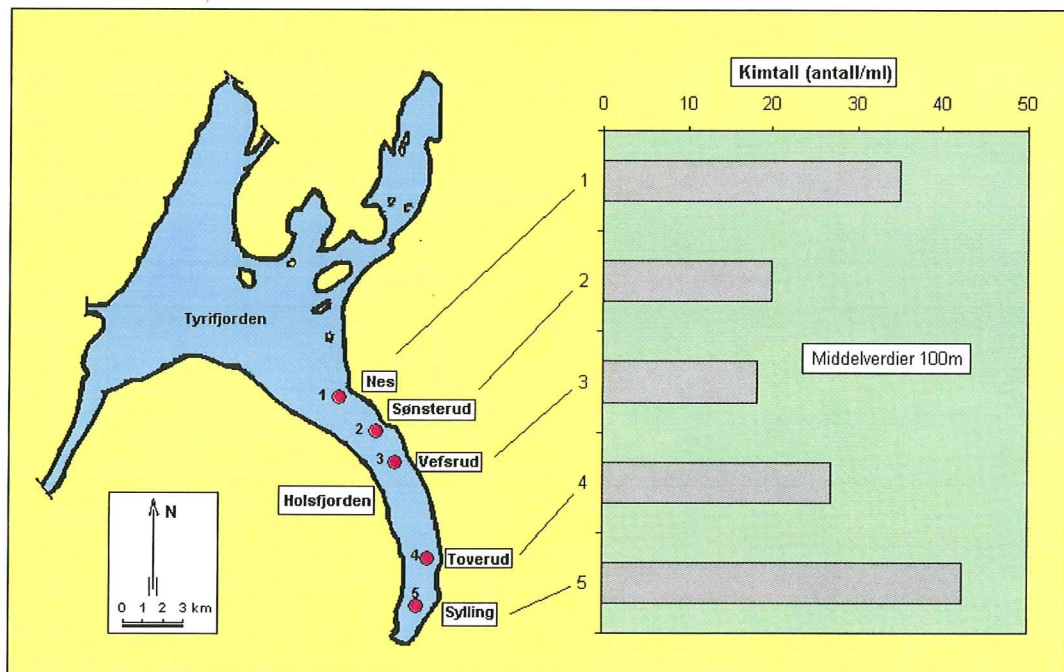 Tyrifjorden
1
Nes
2
Sønsterud
3
Vefsrud
Holsfjorden
4
Toverud
5
Sylling
N
0 1 2 3 km
Kimtall (antall/ml)
0 10 20 30 40 50
1
2
3
4
5
Middelverdier 100m